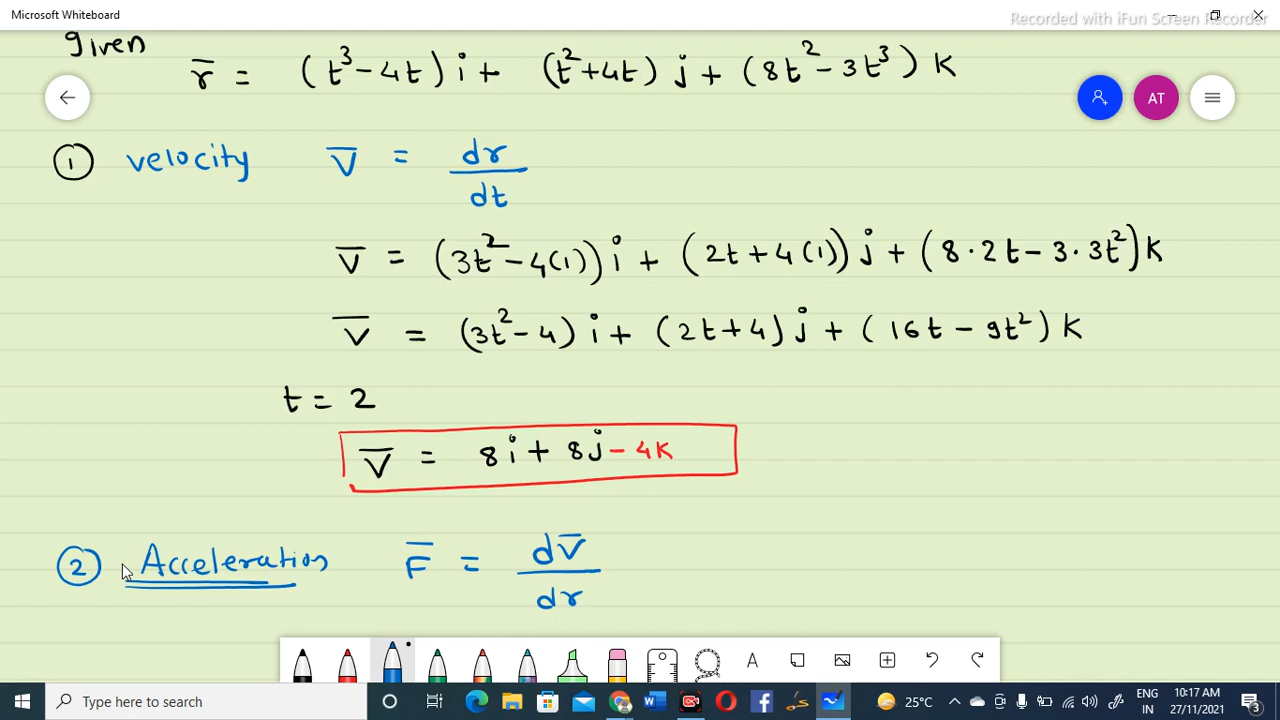 Microsoft Whiteboard
Recorded with iFun Screen Recorder
given
r̅ = (t³ - 4t) i + (t² + 4t) j + (8t² - 3t³) K
AT
① velocity V̅ = dr/dt
V̅ = (3t² - 4(1)) i + (2t + 4(1)) j + (8·2t - 3·3t²) K
V̅ = (3t² - 4) i + (2t + 4) j + (16t - 9t²) K
t = 2
V̅ = 8i + 8j - 4K
② Acceleration F̅ = dV̅/dr
A
Type here to search
25°C
ENG
IN
10:17 AM
27/11/2021
3